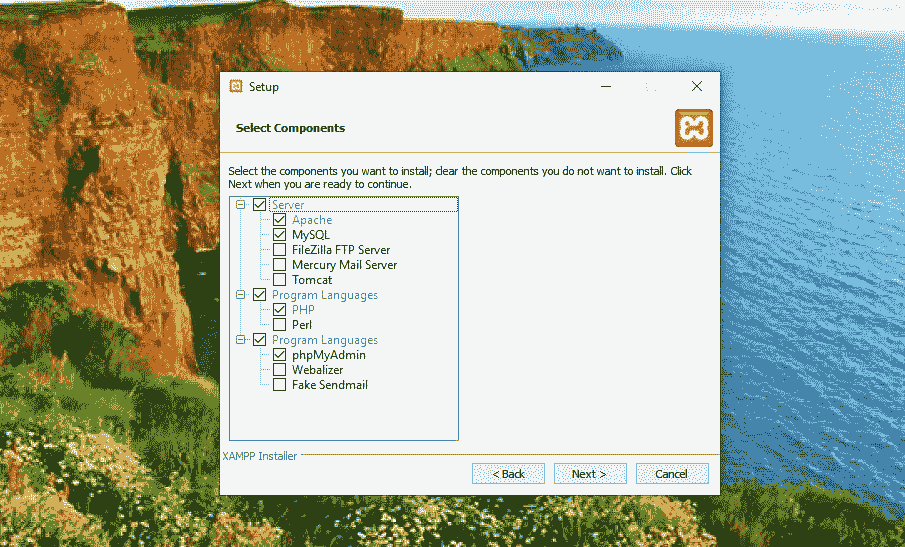 Setup
Select Components
Select the components you want to install; clear the components you do not want to install. Click
Next when you are ready to continue.
Server
Apache
MySQL
FileZilla FTP Server
Mercury Mail Server
Tomcat
Program Languages
PHP
Perl
Program Languages
phpMyAdmin
Webalizer
Fake Sendmail
XAMPP Installer
< Back
Next >
Cancel